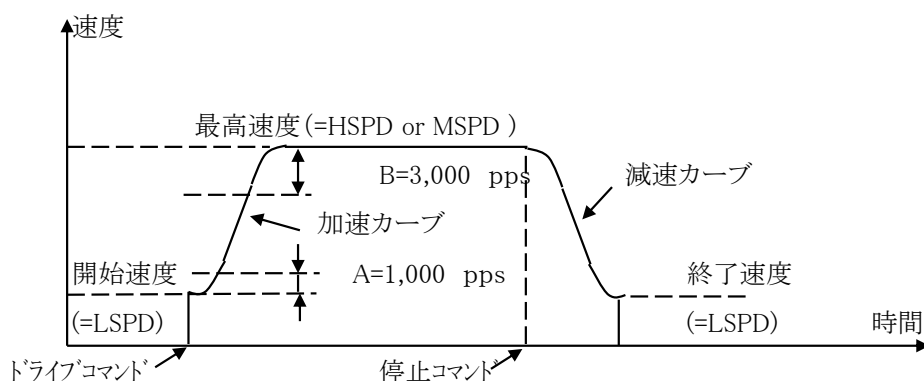 速度
最高速度(=HSPD or MSPD )
B=3,000 pps
減速カーブ
加速カーブ
開始速度
A=1,000 pps
終了速度
(=LSPD)
(=LSPD)
時間
ﾄﾞﾗｲﾌﾞｺﾏﾝﾄﾞ
停止ｺﾏﾝﾄﾞ